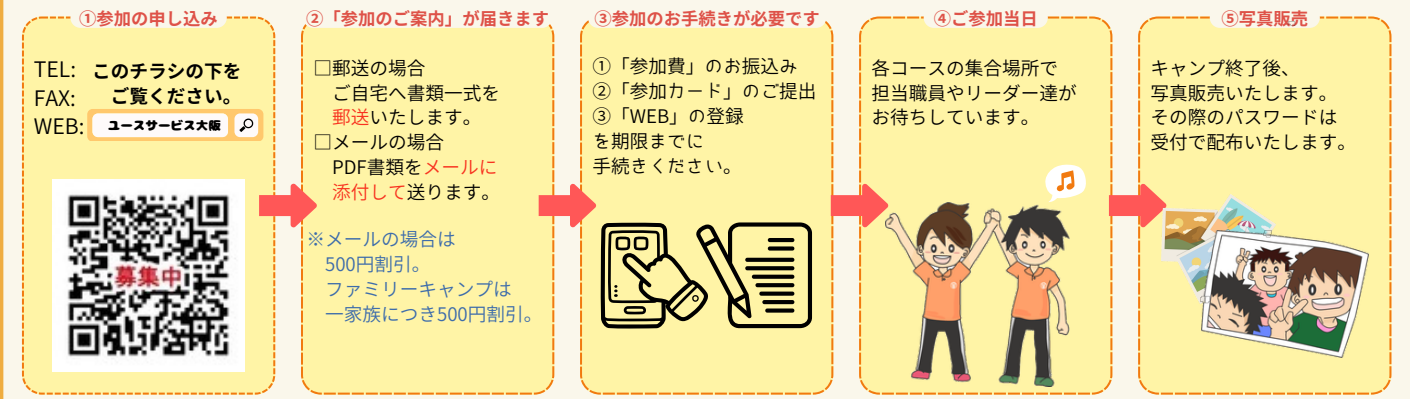 ①参加の申し込み
TEL:
FAX:
WEB:
このチラシの下を
ご覧ください。
ユースサービス大阪
募集中
②「参加のご案内」が届きます
□郵送の場合
ご自宅へ書類一式を
郵送いたします。
□メールの場合
PDF書類をメールに
添付して送ります。
※メールの場合は
500円割引。
ファミリーキャンプは
一家族につき500円割引。
③参加のお手続きが必要です
①「参加費」のお振込み
②「参加カード」のご提出
③「WEB」の登録
を期限までに
手続きください。
④ご参加当日
各コースの集合場所で
担当職員やリーダー達が
お待ちしています。
⑤写真販売
キャンプ終了後、
写真販売いたします。
その際のパスワードは
受付で配布いたします。